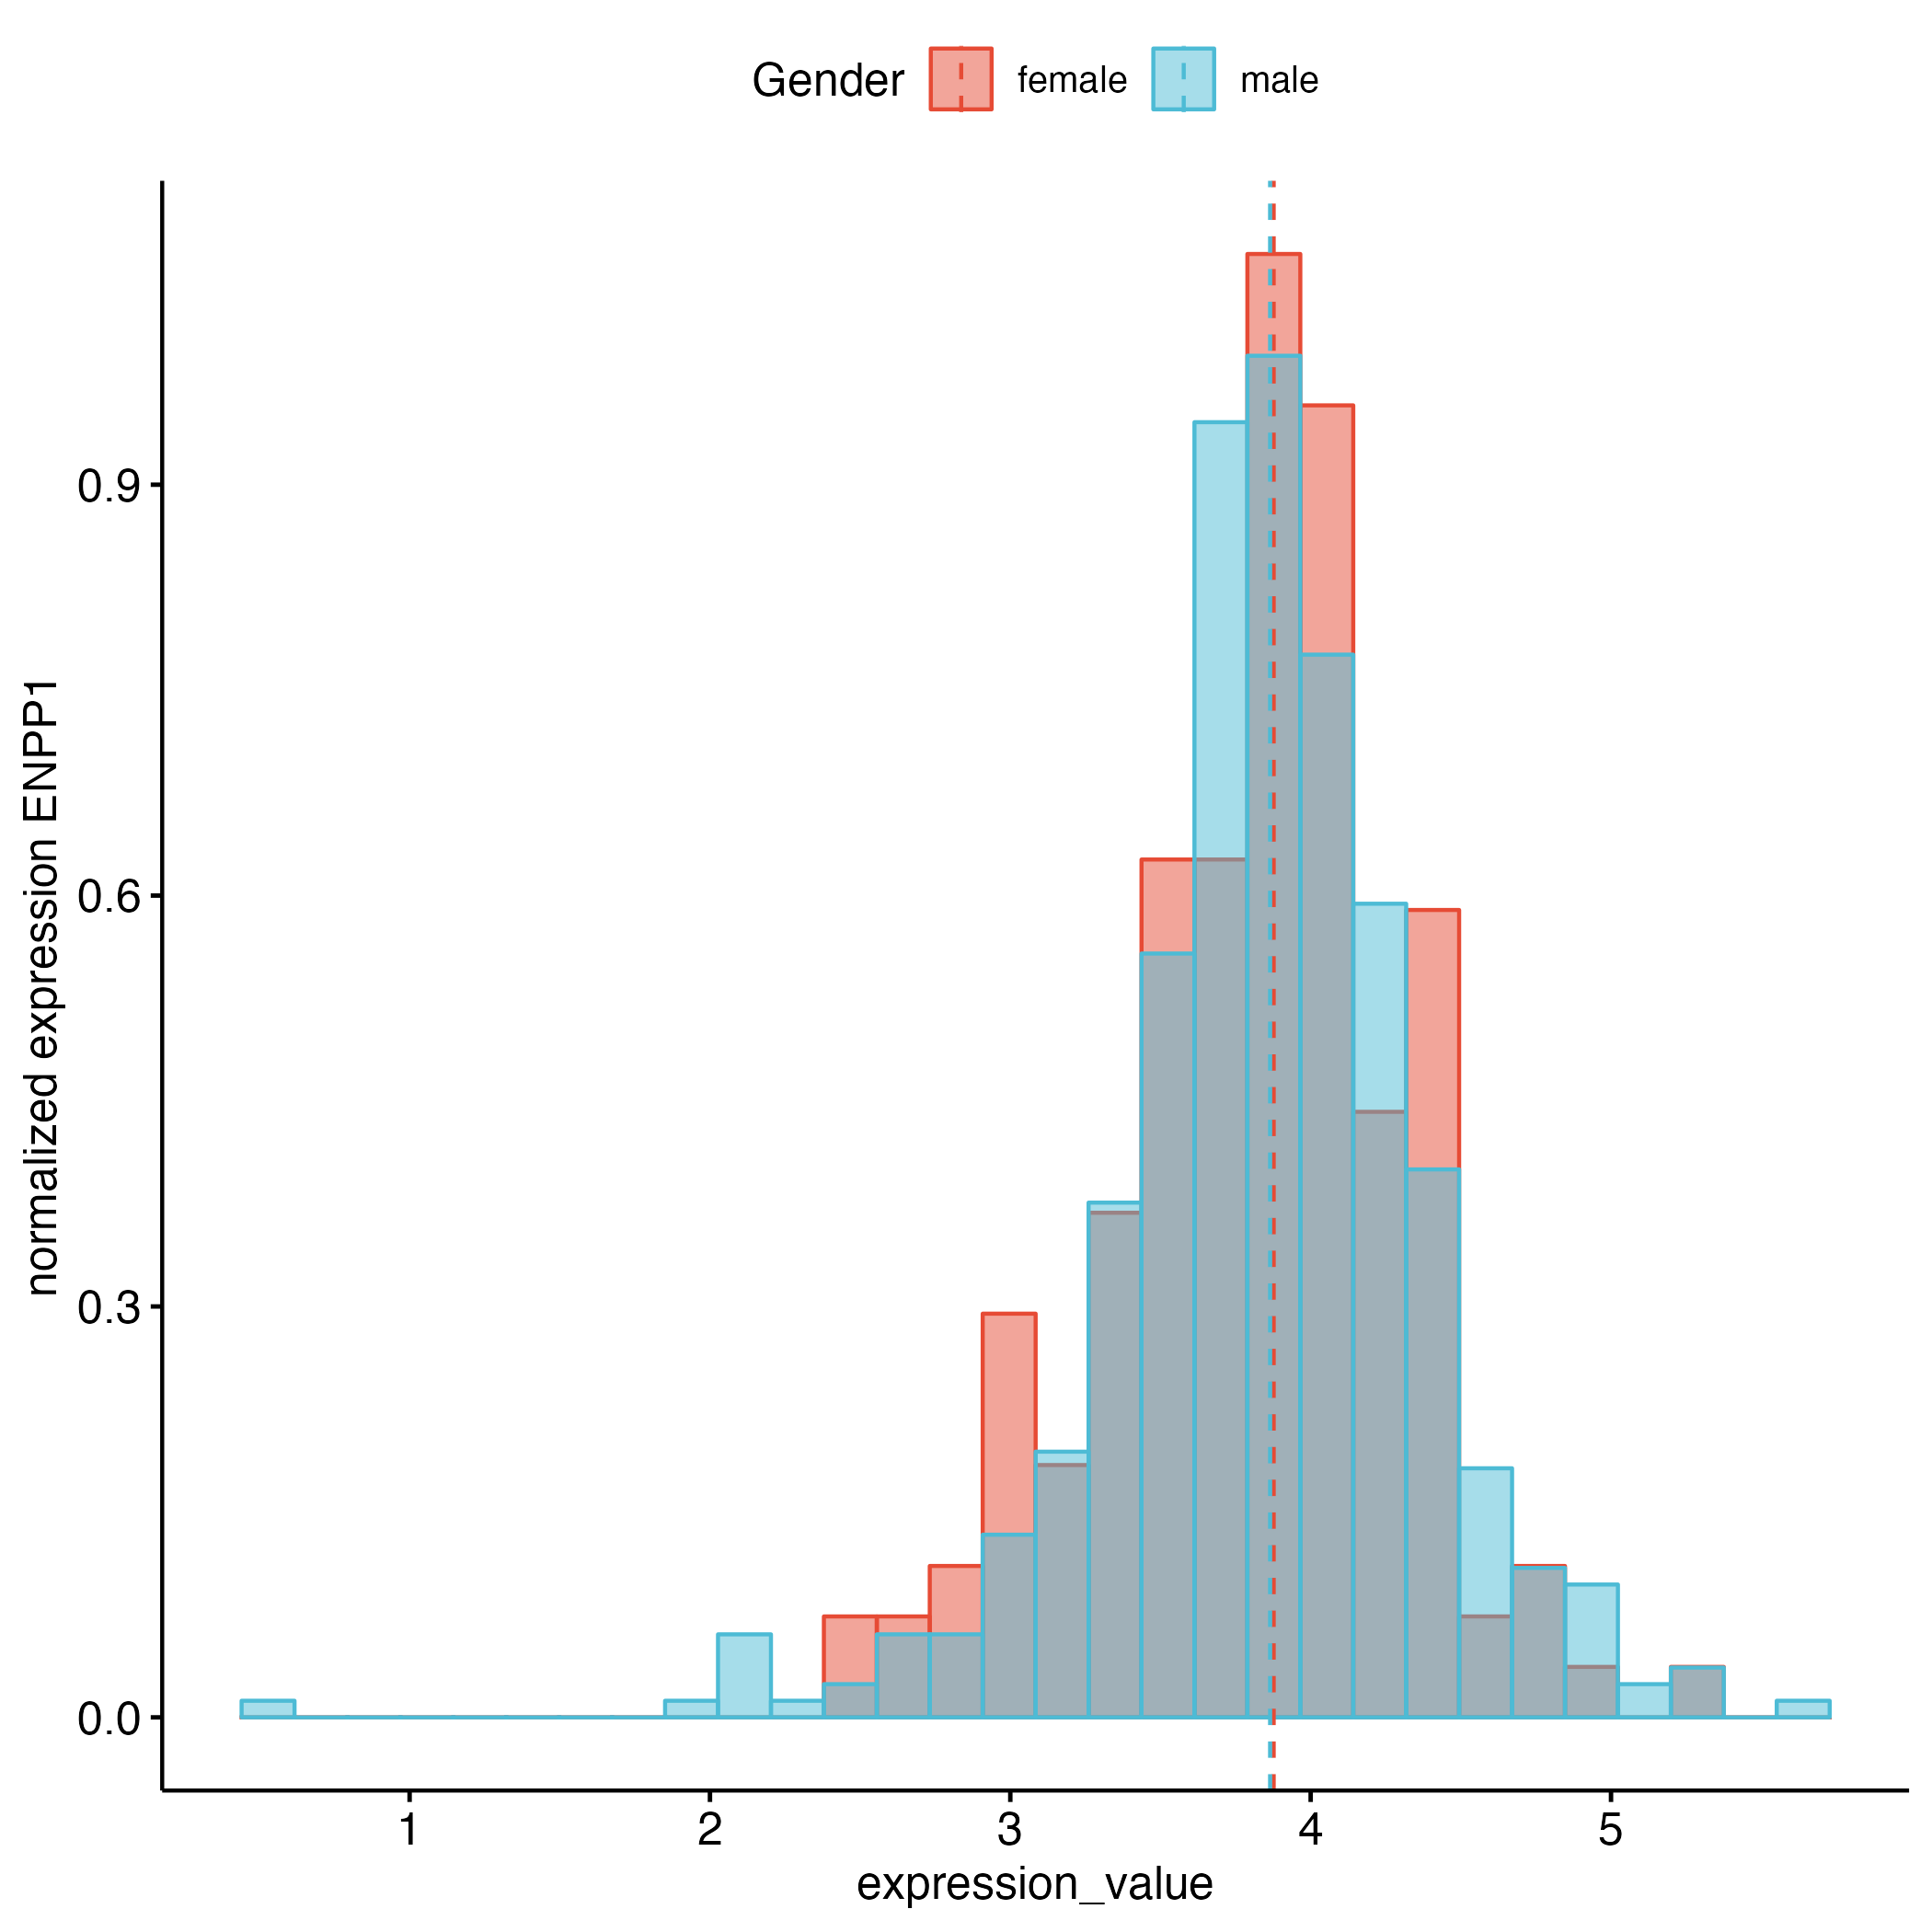 Gender female male
normalized expression ENPP1
0.9
0.6
0.3
0.0
1 2 3 4 5
expression_value